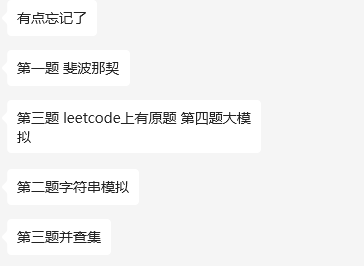 有点忘记了
第一题 斐波那契
第三题 leetcode上有原题 第四题大模
拟
第二题字符串模拟
第三题并查集